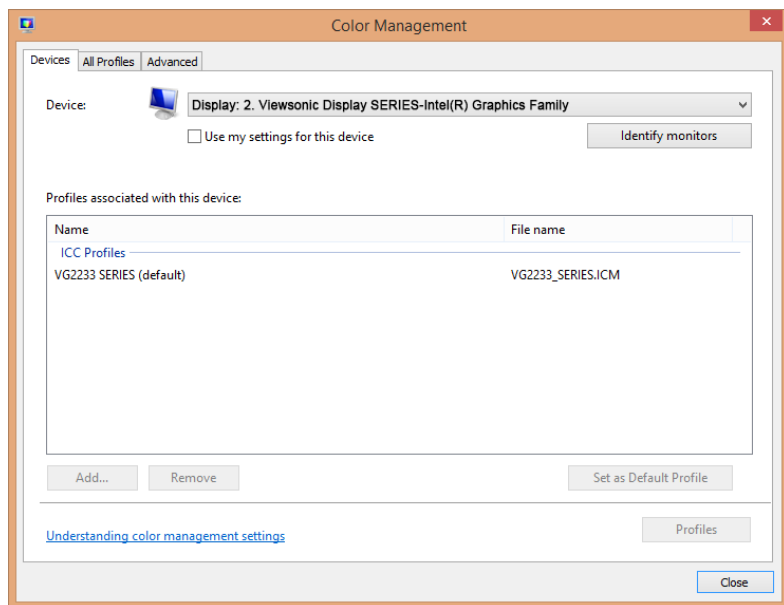 Color Management
Devices All Profiles Advanced
Device: Display: 2. Viewsonic Display SERIES-Intel(R) Graphics Family
Use my settings for this device Identify monitors
Profiles associated with this device:
Name File name
ICC Profiles
VG2233 SERIES (default) VG2233_SERIES.ICM
Add... Remove Set as Default Profile
Understanding color management settings Profiles
Close